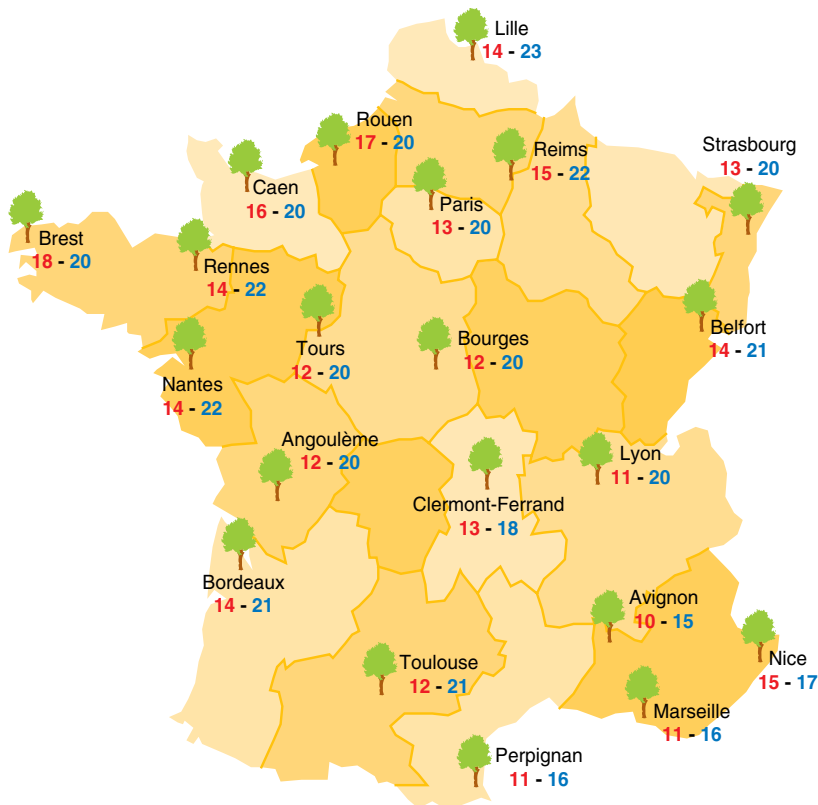 Lille
14 - 23
Rouen
17 - 20
Reims
15 - 22
Strasbourg
13 - 20
Caen
16 - 20
Paris
13 - 20
Brest
18 - 20
Rennes
14 - 22
Tours
12 - 20
Bourges
12 - 20
Belfort
14 - 21
Nantes
14 - 22
Angoulème
12 - 20
Lyon
11 - 20
Clermont-Ferrand
13 - 18
Bordeaux
14 - 21
Avignon
10 - 15
Toulouse
12 - 21
Nice
15 - 17
Marseille
11 - 16
Perpignan
11 - 16